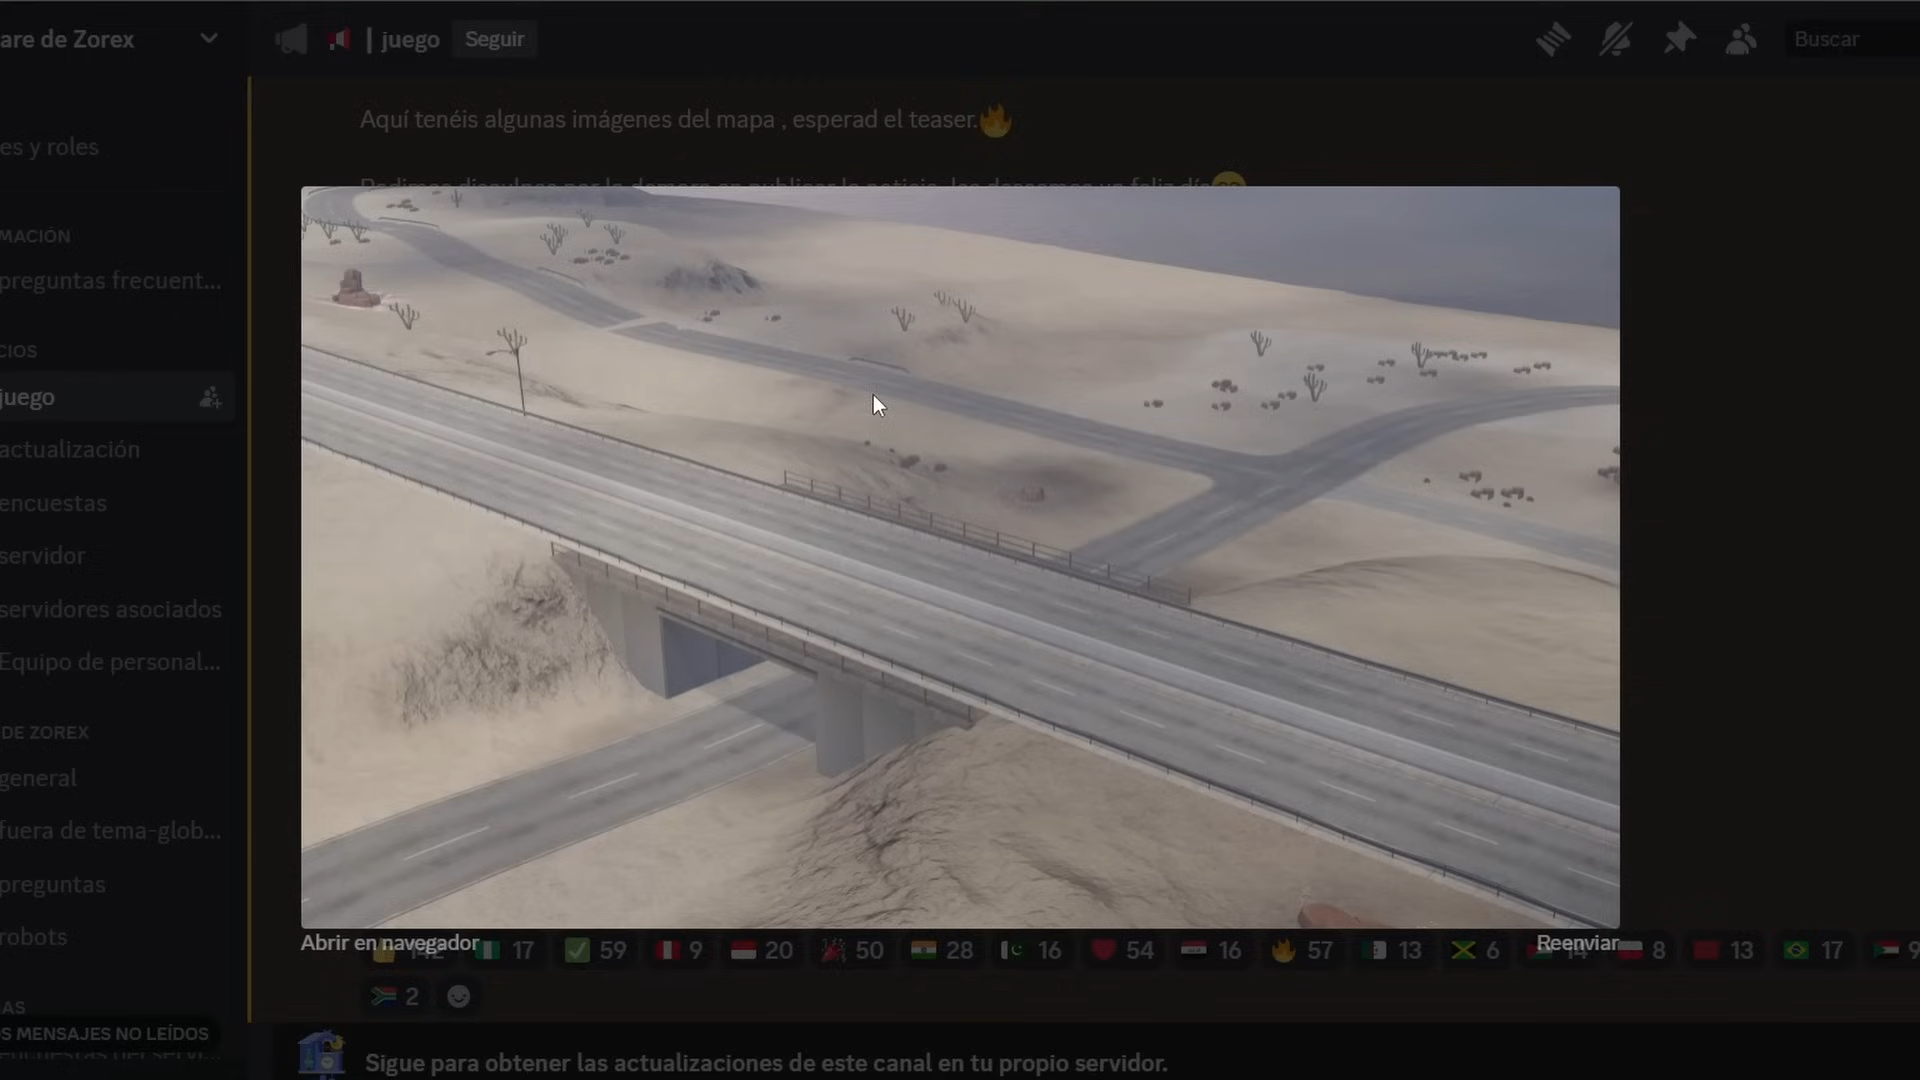 are de Zorex
| juego
Seguir
Buscar
Aquí tenéis algunas imágenes del mapa , esperad el teaser.
es y roles
MACIÓN
preguntas frecuent...
CIOS
juego
actualización
encuestas
servidor
servidores asociados
Equipo de personal...
DE ZOREX
general
fuera de tema-glob...
preguntas
robots
AS
S MENSAJES NO LEÍDOS
Abrir en navegador
Reenviar
17 59 9 20 50 28 16 54 16 57 13 6 14 8 13 17 9
2
Sigue para obtener las actualizaciones de este canal en tu propio servidor.